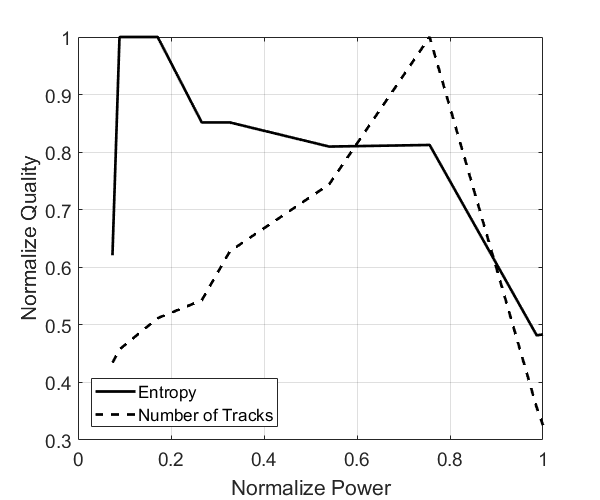 1
0.9
0.8
0.7
0.6
0.5
0.4
0.3
Normalize Quality
Entropy
Number of Tracks
0 0.2 0.4 0.6 0.8 1
Normalize Power